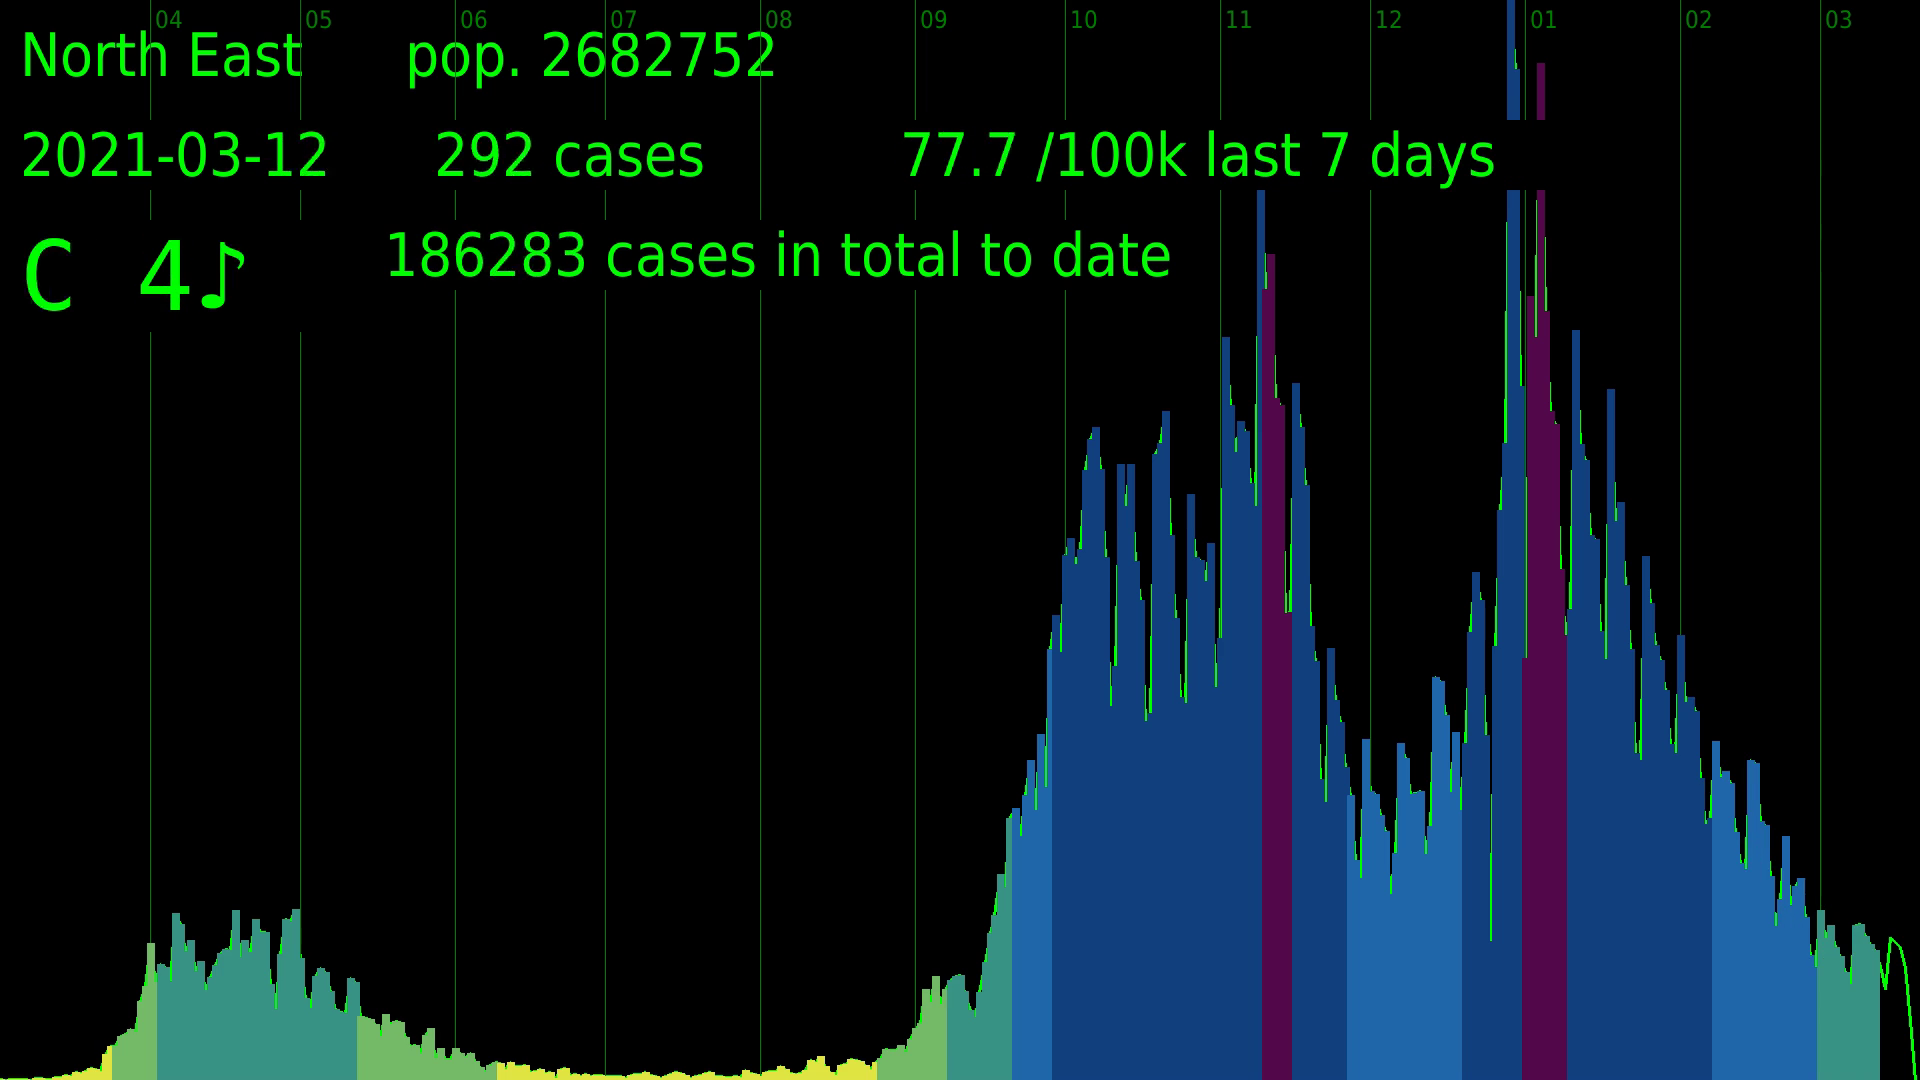 04 05 06 07 08 09 10 11 12 01 02 03
North East pop. 2682752
2021-03-12 292 cases 77.7 /100k last 7 days
C 4♪ 186283 cases in total to date